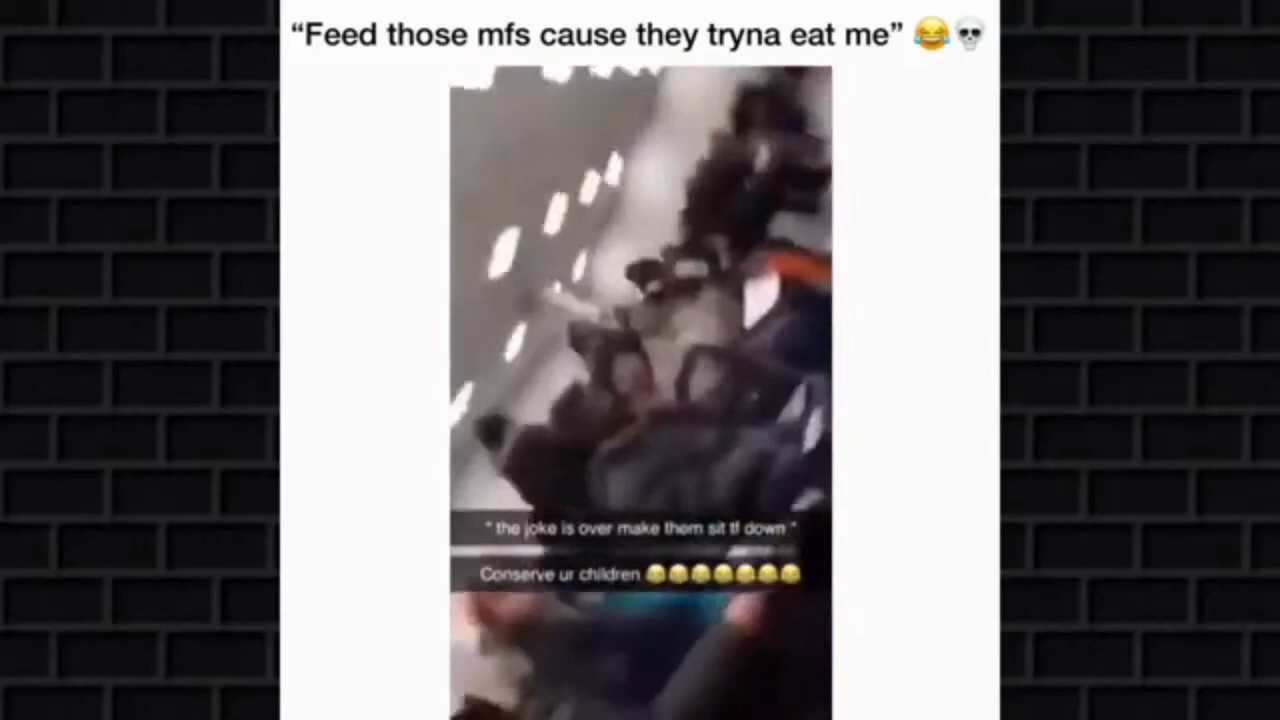 “Feed those mfs cause they tryna eat me” 😂💀
" the joke is over make them sit tf down "
Conserve ur children 😂😂😂😂😂😂😂